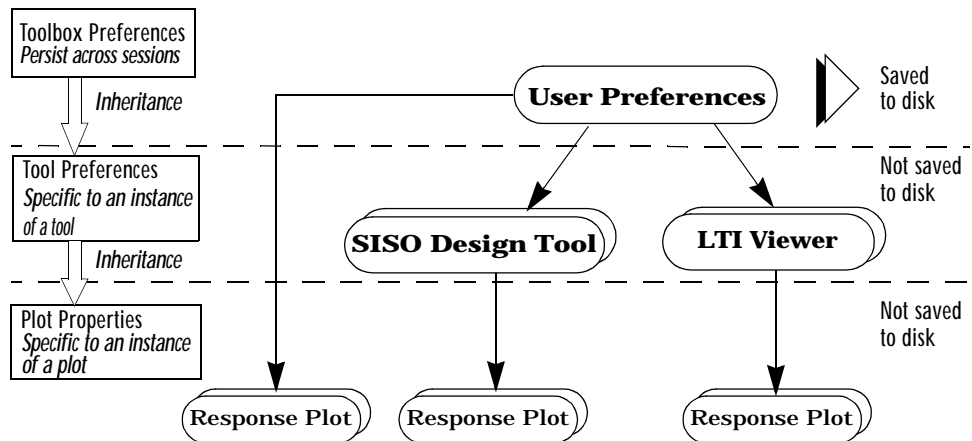 Toolbox Preferences
Persist across sessions
Inheritance
User Preferences
Saved
to disk
Tool Preferences
Specific to an instance
of a tool
Not saved
to disk
SISO Design Tool
LTI Viewer
Inheritance
Plot Properties
Specific to an instance
of a plot
Not saved
to disk
Response Plot
Response Plot
Response Plot